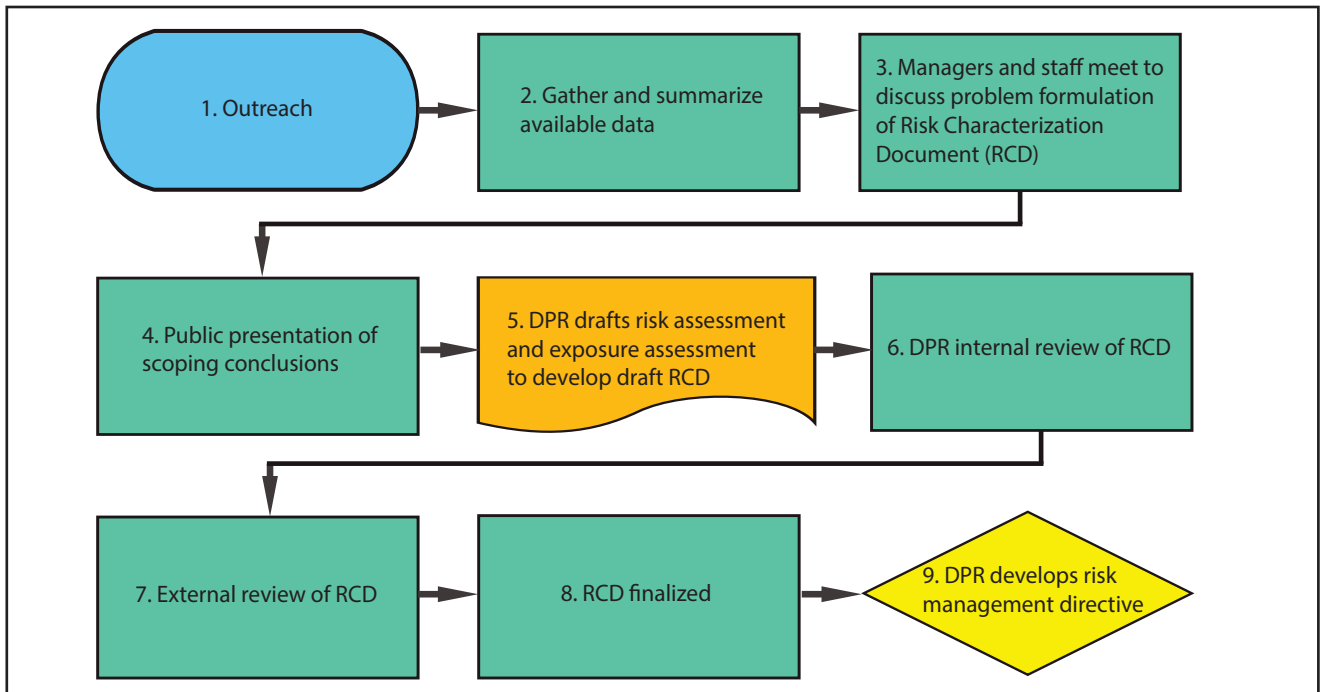 1. Outreach
2. Gather and summarize
available data
3. Managers and staff meet to
discuss problem formulation
of Risk Characterization
Document (RCD)
4. Public presentation of
scoping conclusions
5. DPR drafts risk assessment
and exposure assessment
to develop draft RCD
6. DPR internal review of RCD
7. External review of RCD
8. RCD finalized
9. DPR develops risk
management directive